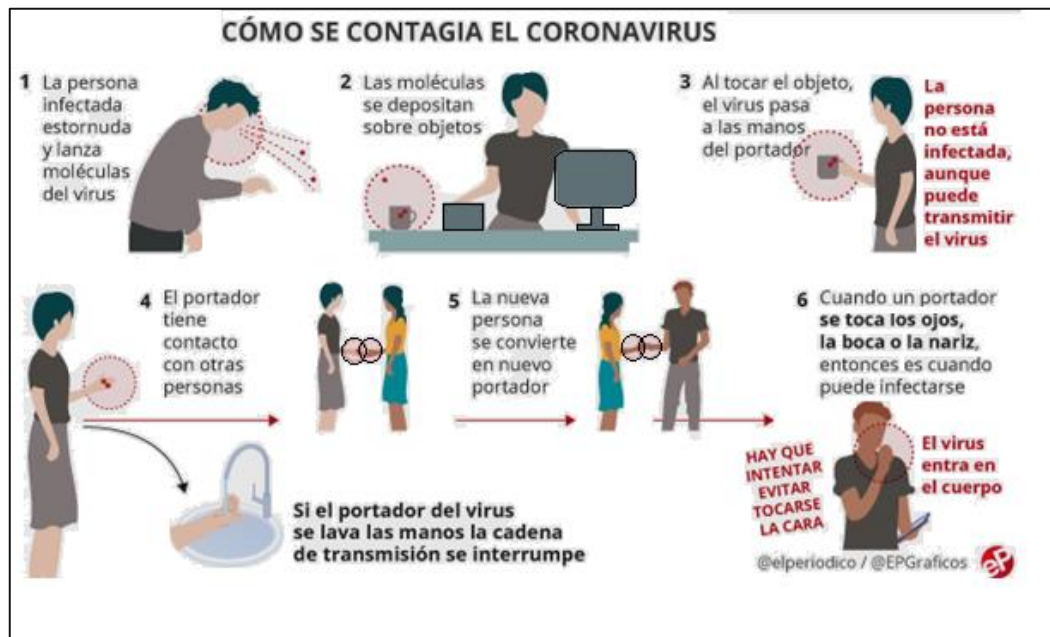 CÓMO SE CONTAGIA EL CORONAVIRUS
1 La persona
infectada
estornuda
y lanza
moléculas
del virus
2 Las moléculas
se depositan
sobre objetos
3 Al tocar el objeto,
el virus pasa
a las manos
del portador
La
persona
no está
infectada,
aunque
puede
transmitir
el virus
4 El portador
tiene
contacto
con otras
personas
5 La nueva
persona
se convierte
en nuevo
portador
6 Cuando un portador
se toca los ojos,
la boca o la nariz,
entonces es cuando
puede infectarse
HAY QUE
INTENTAR
EVITAR
TOCARSE
LA CARA
El virus
entra en
el cuerpo
Si el portador del virus
se lava las manos la cadena
de transmisión se interrumpe
@elperiodico / @EPGraficos
eP